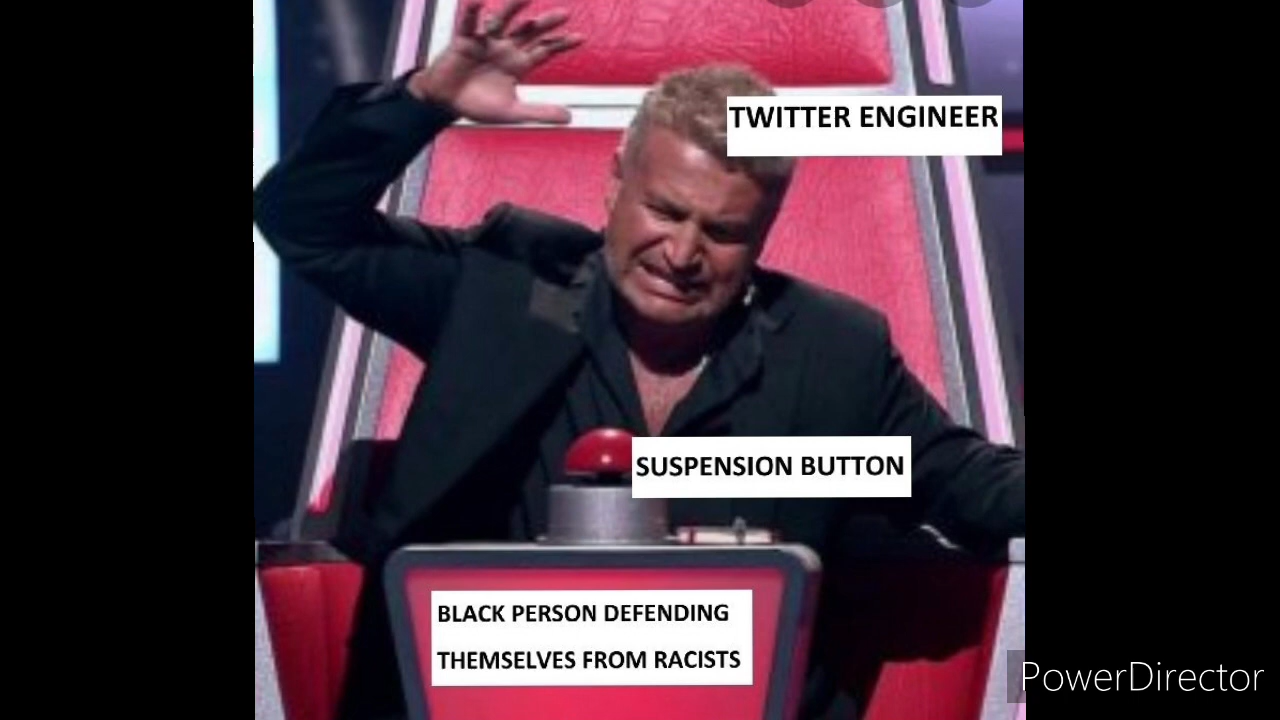 TWITTER ENGINEER
SUSPENSION BUTTON
BLACK PERSON DEFENDING
THEMSELVES FROM RACISTS
PowerDirector